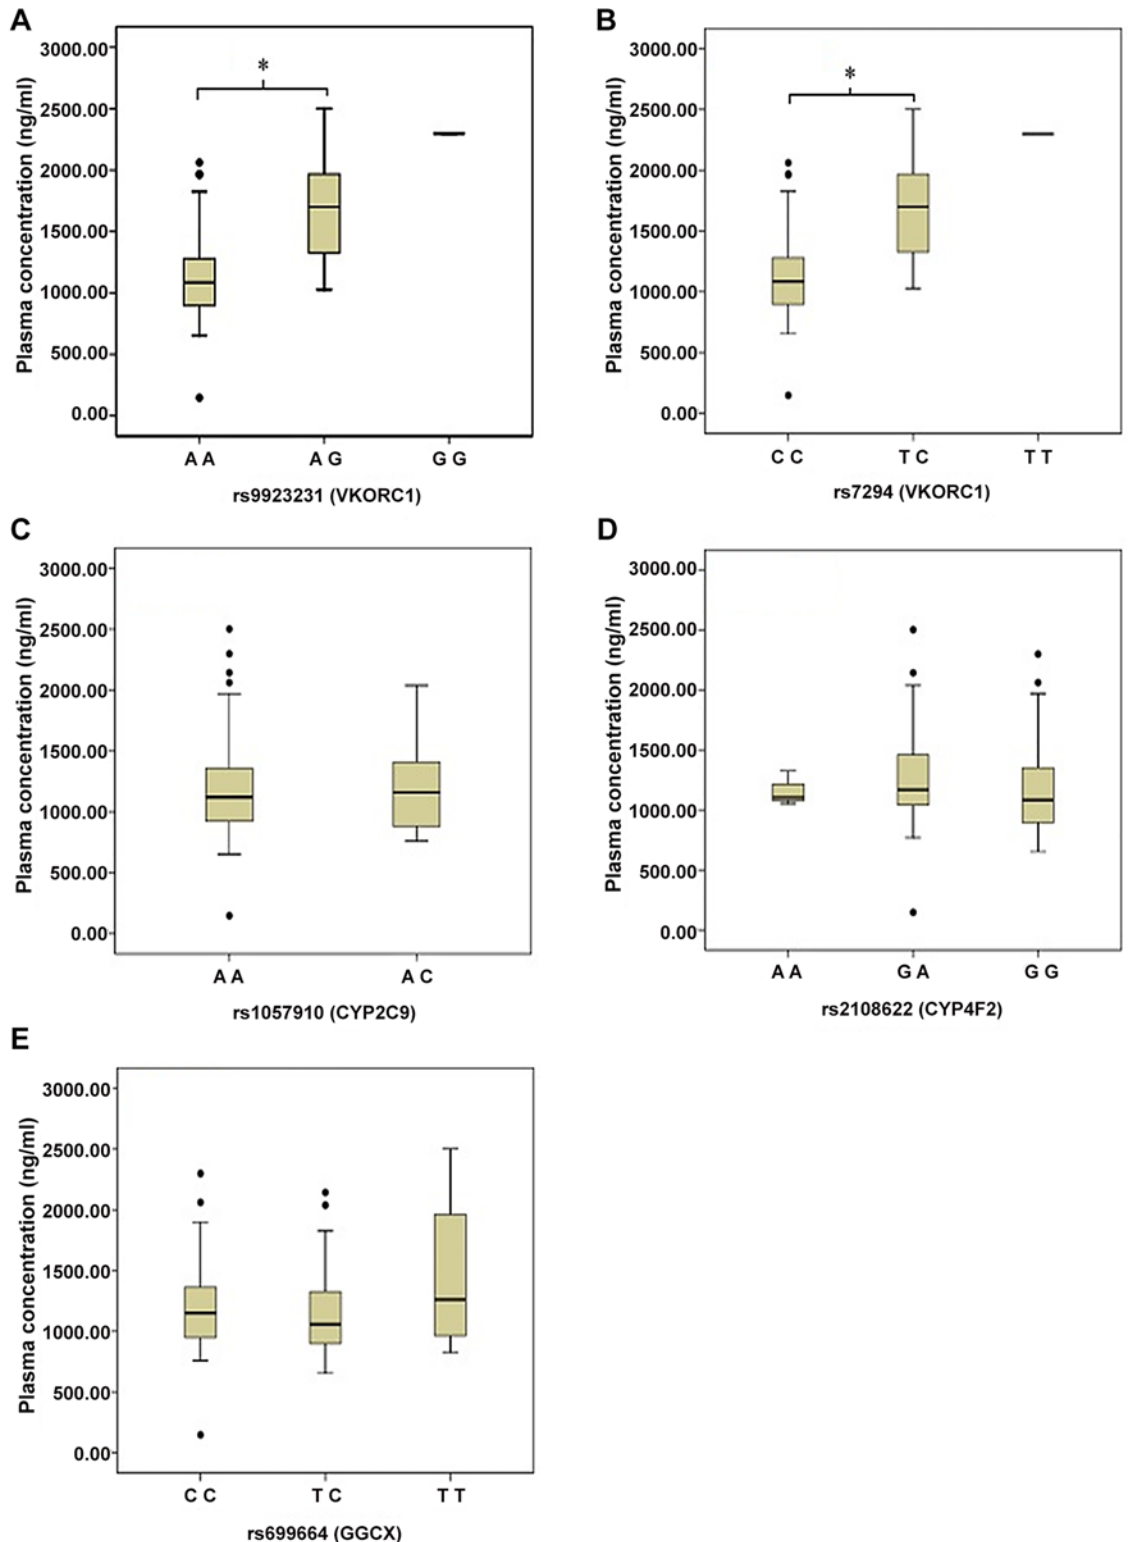 A
Plasma concentration (ng/ml)
3000.00
2500.00
2000.00
1500.00
1000.00
500.00
0.00
*
A A
A G
G G
rs9923231 (VKORC1)
B
Plasma concentration (ng/ml)
3000.00
2500.00
2000.00
1500.00
1000.00
500.00
0.00
*
C C
T C
T T
rs7294 (VKORC1)
C
Plasma concentration (ng/ml)
3000.00
2500.00
2000.00
1500.00
1000.00
500.00
0.00
A A
A C
rs1057910 (CYP2C9)
D
Plasma concentration (ng/ml)
3000.00
2500.00
2000.00
1500.00
1000.00
500.00
0.00
A A
G A
G G
rs2108622 (CYP4F2)
E
Plasma concentration (ng/ml)
3000.00
2500.00
2000.00
1500.00
1000.00
500.00
0.00
C C
T C
T T
rs699664 (GGCX)